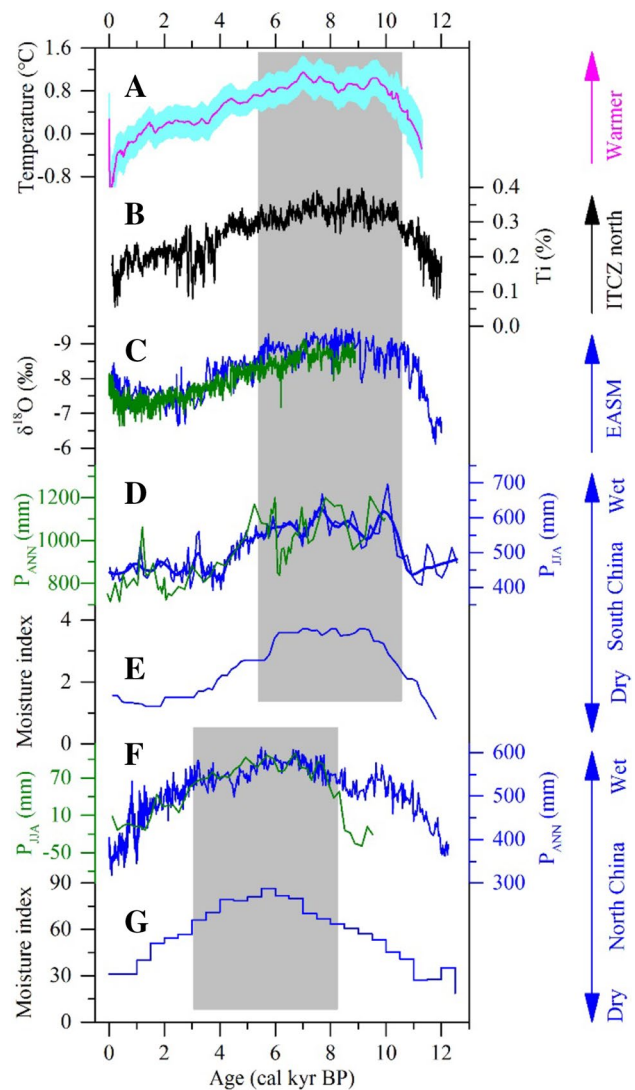 0 2 4 6 8 10 12
1.6
0.8
0.0
-0.8
Temperature (°C)
A
Warmer
0.4
0.3
0.2
0.1
0.0
Ti (%)
B
ITCZ north
-9
-8
-7
-6
δ¹⁸O (‰)
C
EASM
1200
1000
800
P_ANN (mm)
D
700
600
500
400
P_JJA (mm)
4
2
0
Moisture index
E
Dry South China Wet
70
10
-50
P_JJA (mm)
F
600
500
400
300
P_ANN (mm)
90
60
30
0
Moisture index
G
Dry North China Wet
0 2 4 6 8 10 12
Age (cal kyr BP)